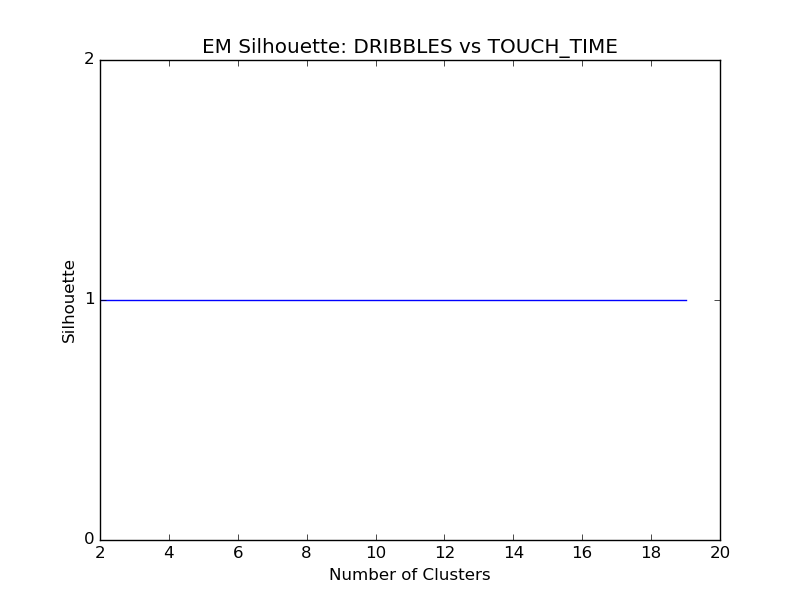 EM Silhouette: DRIBBLES vs TOUCH_TIME
2
1
0
Silhouette
2 4 6 8 10 12 14 16 18 20
Number of Clusters